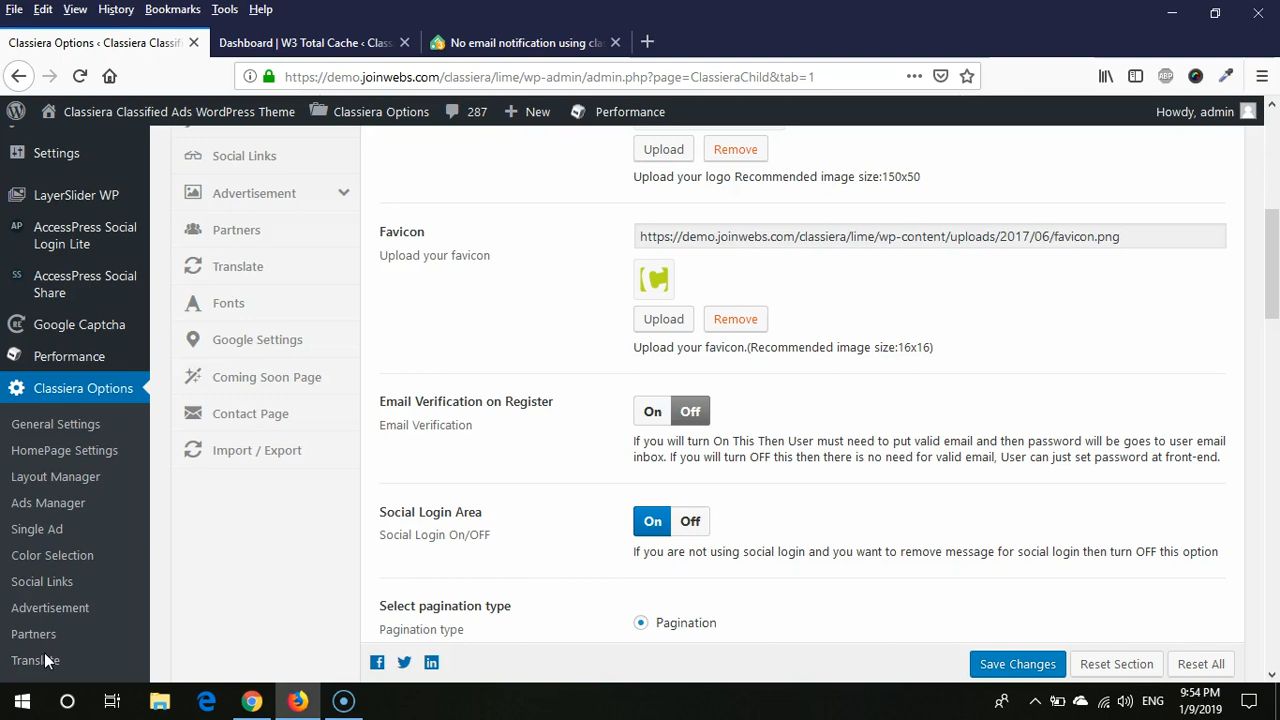 File Edit View History Bookmarks Tools Help
Classiera Options ‹ Classiera Classifi
Dashboard | W3 Total Cache ‹ Class
No email notification using cla
https://demo.joinwebs.com/classiera/lime/wp-admin/admin.php?page=ClassieraChild&tab=1
ABP
Classiera Classified Ads WordPress Theme Classiera Options 287 New Performance Howdy, admin
Settings
LayerSlider WP
AP AccessPress Social
Login Lite
SS AccessPress Social
Share
Google Captcha
Performance
Classiera Options
General Settings
HomePage Settings
Layout Manager
Ads Manager
Single Ad
Color Selection
Social Links
Advertisement
Partners
Translate
Social Links
Advertisement
Partners
Translate
Fonts
Google Settings
Coming Soon Page
Contact Page
Import / Export
Upload Remove
Upload your logo Recommended image size:150x50
Favicon
Upload your favicon
https://demo.joinwebs.com/classiera/lime/wp-content/uploads/2017/06/favicon.png
Upload Remove
Upload your favicon.(Recommended image size:16x16)
Email Verification on Register
Email Verification
On Off
If you will turn On This Then User must need to put valid email and then password will be goes to user email
inbox. If you will turn OFF this then there is no need for valid email, User can just set password at front-end.
Social Login Area
Social Login On/OFF
On Off
If you are not using social login and you want to remove message for social login then turn OFF this option
Select pagination type
Pagination type
Pagination
Save Changes Reset Section Reset All
ENG
9:54 PM
1/9/2019